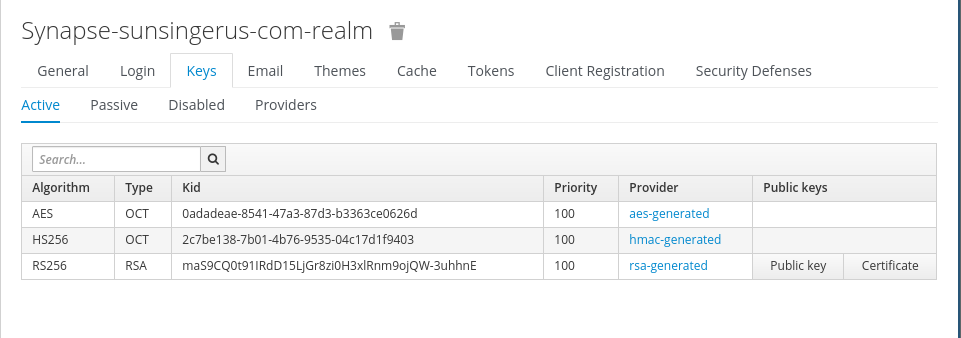 Synapse-sunsingerus-com-realm
General Login Keys Email Themes Cache Tokens Client Registration Security Defenses
Active Passive Disabled Providers
Search...
Algorithm Type Kid Priority Provider Public keys
AES OCT 0adadeae-8541-47a3-87d3-b3363ce0626d 100 aes-generated
HS256 OCT 2c7be138-7b01-4b76-9535-04c17d1f9403 100 hmac-generated
RS256 RSA maS9CQ0t91IRdD15LjGr8zi0H3xlRnm9ojQW-3uhhnE 100 rsa-generated Public key Certificate